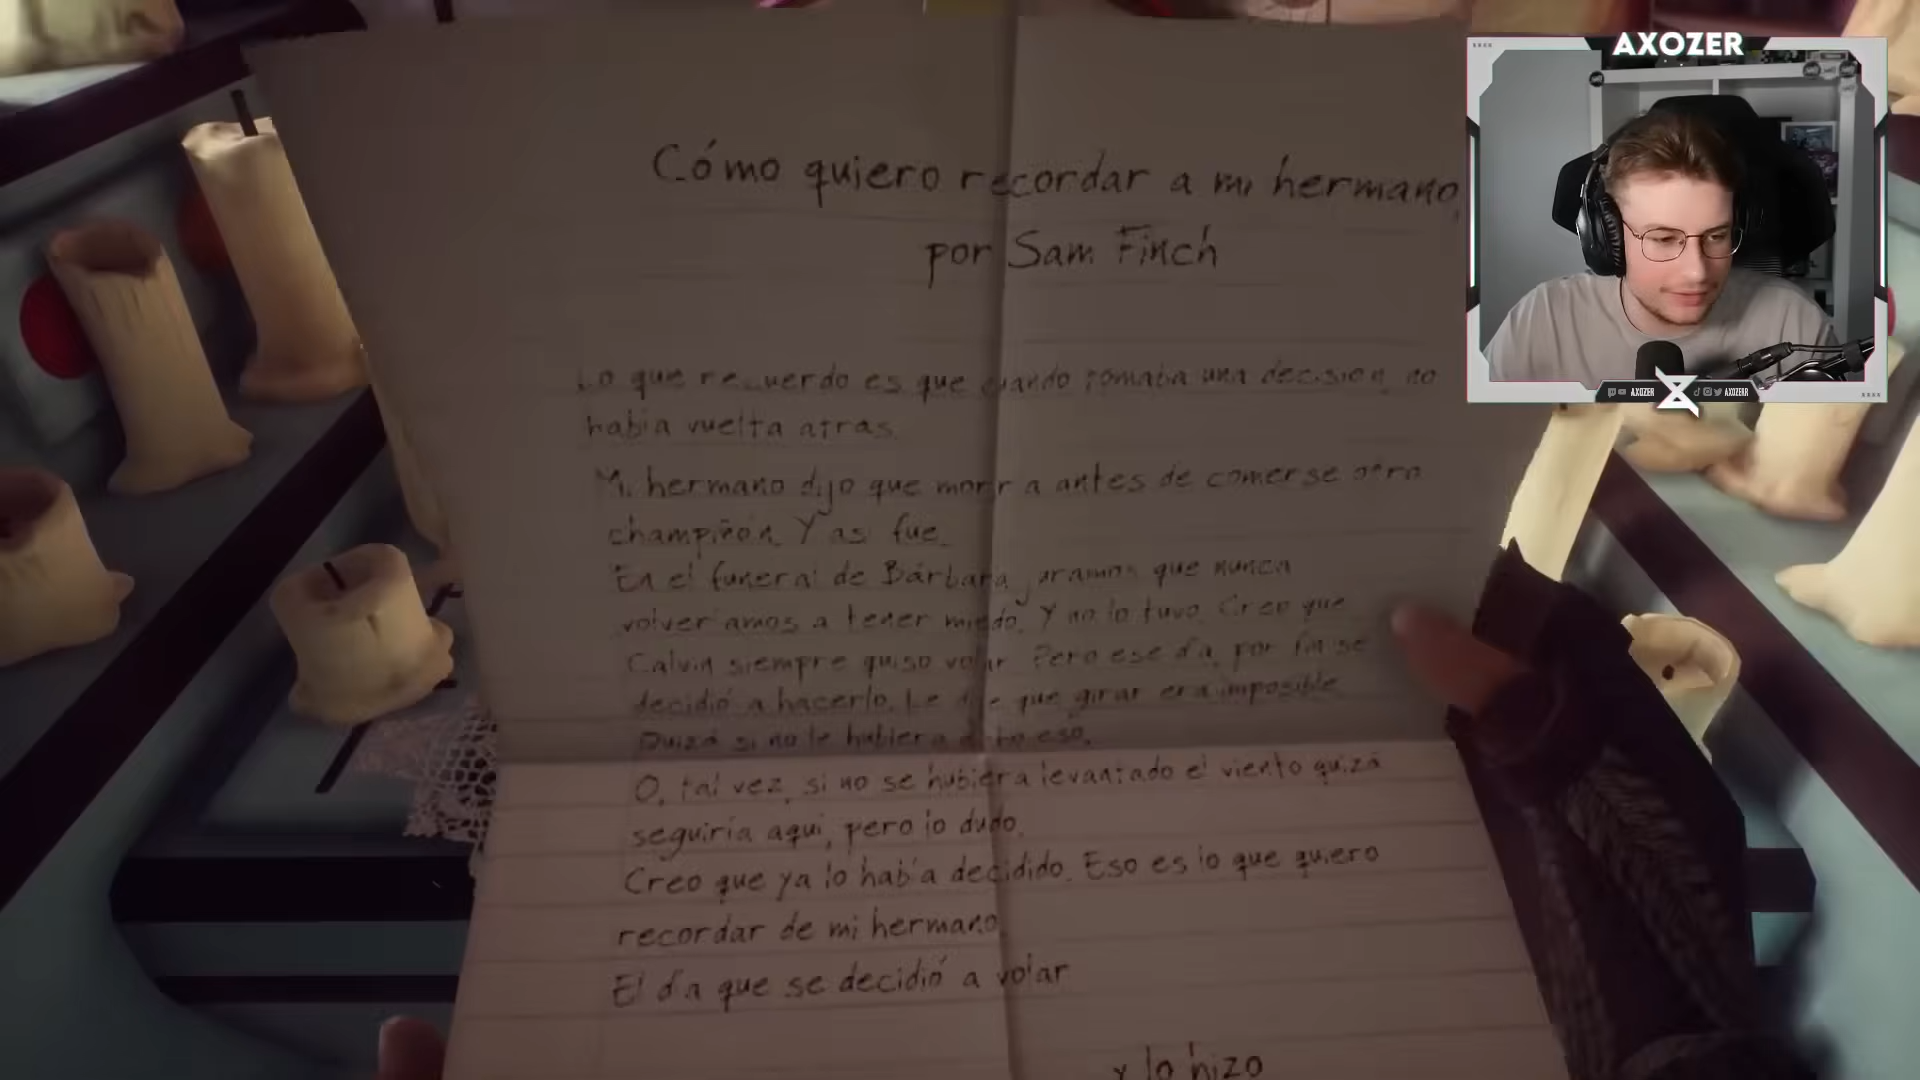 AXOZER
Cómo quiero recordar a mi hermano,
por Sam Finch
Lo que recuerdo es que cuando tomaba una decisión, no
había vuelta atrás.
Mi hermano dijo que moriría antes de comerse otro
champiñón. Y así fue.
En el funeral de Bárbara juramos que nunca
volveríamos a tener miedo. Y no lo tuvo. Creo que
Calvin siempre quiso volar. Pero ese día, por fin se
decidió a hacerlo. Le dije que girar era imposible
Quizá si no le hubiera dicho eso.
O, tal vez, si no se hubiera levantado el viento quizá
seguiría aquí, pero lo dudo.
Creo que ya lo había decidido. Eso es lo que quiero
recordar de mi hermano
El día que se decidió a volar
y lo hizo
AXOZER
AXOZERR